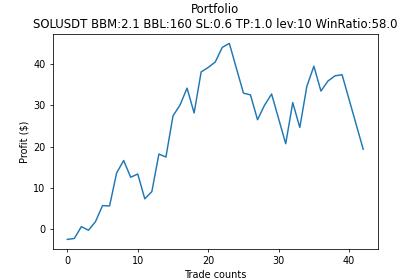 Portfolio
SOLUSDT BBM:2.1 BBL:160 SL:0.6 TP:1.0 lev:10 WinRatio:58.0
40
30
20
10
0
Profit ($)
0
10
20
30
40
Trade counts